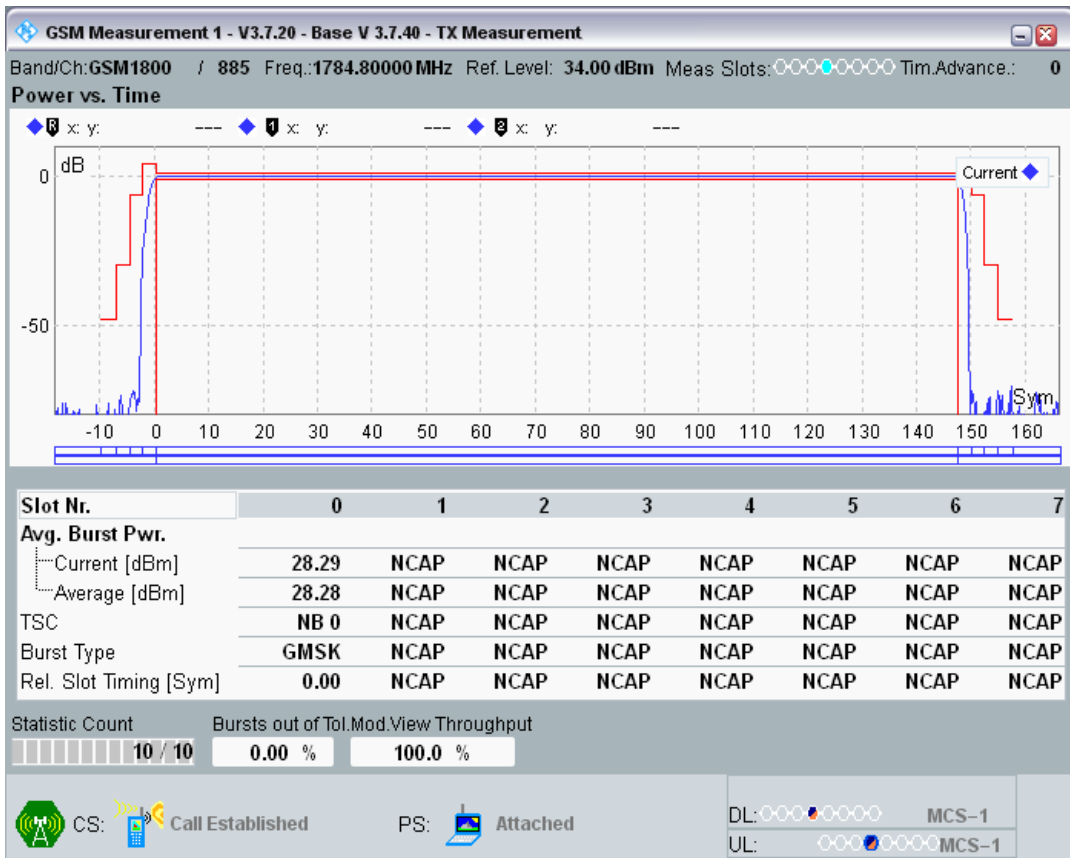 GSM Measurement 1 - V3.7.20 - Base V 3.7.40 - TX Measurement
Band/Ch:GSM1800 / 885 Freq.:1784.80000 MHz Ref. Level: 34.00 dBm Meas Slots: Tim.Advance.: 0
Power vs. Time
R x: y: --- 1 x: y: --- 2 x: y: ---
dB
Current
0
-50
Sym
-10 0 10 20 30 40 50 60 70 80 90 100 110 120 130 140 150 160
Slot Nr. 0 1 2 3 4 5 6 7
Avg. Burst Pwr.
Current [dBm] 28.29 NCAP NCAP NCAP NCAP NCAP NCAP NCAP
Average [dBm] 28.28 NCAP NCAP NCAP NCAP NCAP NCAP NCAP
TSC NB 0 NCAP NCAP NCAP NCAP NCAP NCAP NCAP
Burst Type GMSK NCAP NCAP NCAP NCAP NCAP NCAP NCAP
Rel. Slot Timing [Sym] 0.00 NCAP NCAP NCAP NCAP NCAP NCAP NCAP
Statistic Count Bursts out of Tol.Mod.View Throughput
10 / 10 0.00 % 100.0 %
CS: Call Established PS: Attached
DL: MCS-1
UL: MCS-1